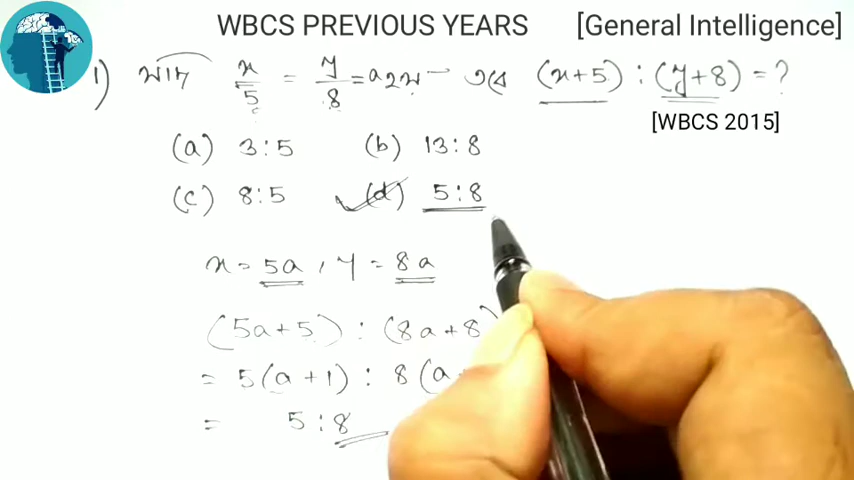 WBCS PREVIOUS YEARS [General Intelligence]
1) যদি x/5 = y/8 = a হয় তবে (x+5) : (y+8) = ?
[WBCS 2015]
(a) 3:5 (b) 13:8
(c) 8:5 (d) 5:8
x = 5a, y = 8a
(5a+5) : (8a+8)
= 5(a+1) : 8(a
= 5:8